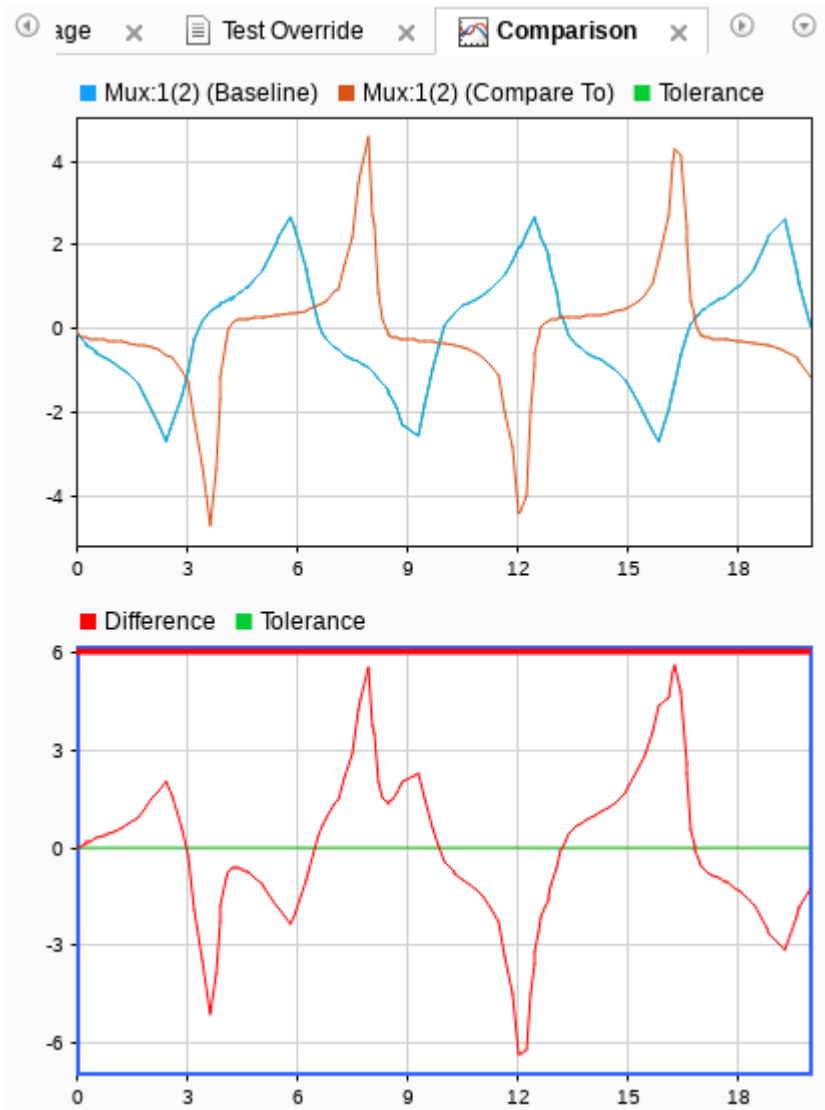 age Test Override Comparison
Mux:1(2) (Baseline) Mux:1(2) (Compare To) Tolerance
4
2
0
-2
-4
0 3 6 9 12 15 18
Difference Tolerance
6
3
0
-3
-6
0 3 6 9 12 15 18